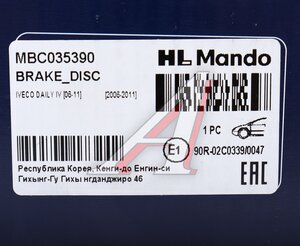 MBC035390
BRAKE_DISC
HL Mando
IVECO DAILY IV [06-11] [2006-2011]
1 PC
E1
90R-02C0339/0047
EAC
Республика Корея, Кенги-до Енгин-си
Гихынг-Гу Гихы нгданджиро 46